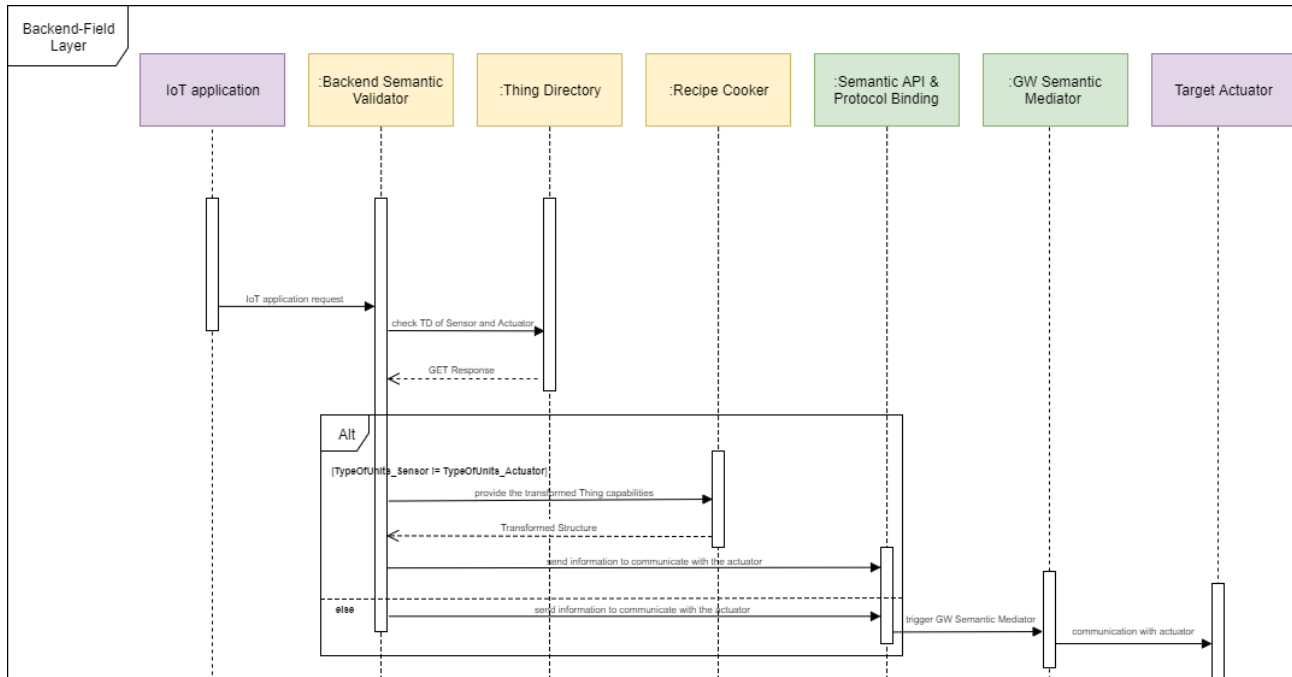 Backend-Field
Layer
IoT application
:Backend Semantic
Validator
:Thing Directory
:Recipe Cooker
:Semantic API &
Protocol Binding
:GW Semantic
Mediator
Target Actuator
IoT application request
check TD of Sensor and Actuator
GET Response
Alt
[TypeOfUnits_Sensor != TypeOfUnits_Actuator]
provide the transformed Thing capabilities
Transformed Structure
send information to communicate with the actuator
else
send information to communicate with the actuator
trigger GW Semantic Mediator
communication with actuator